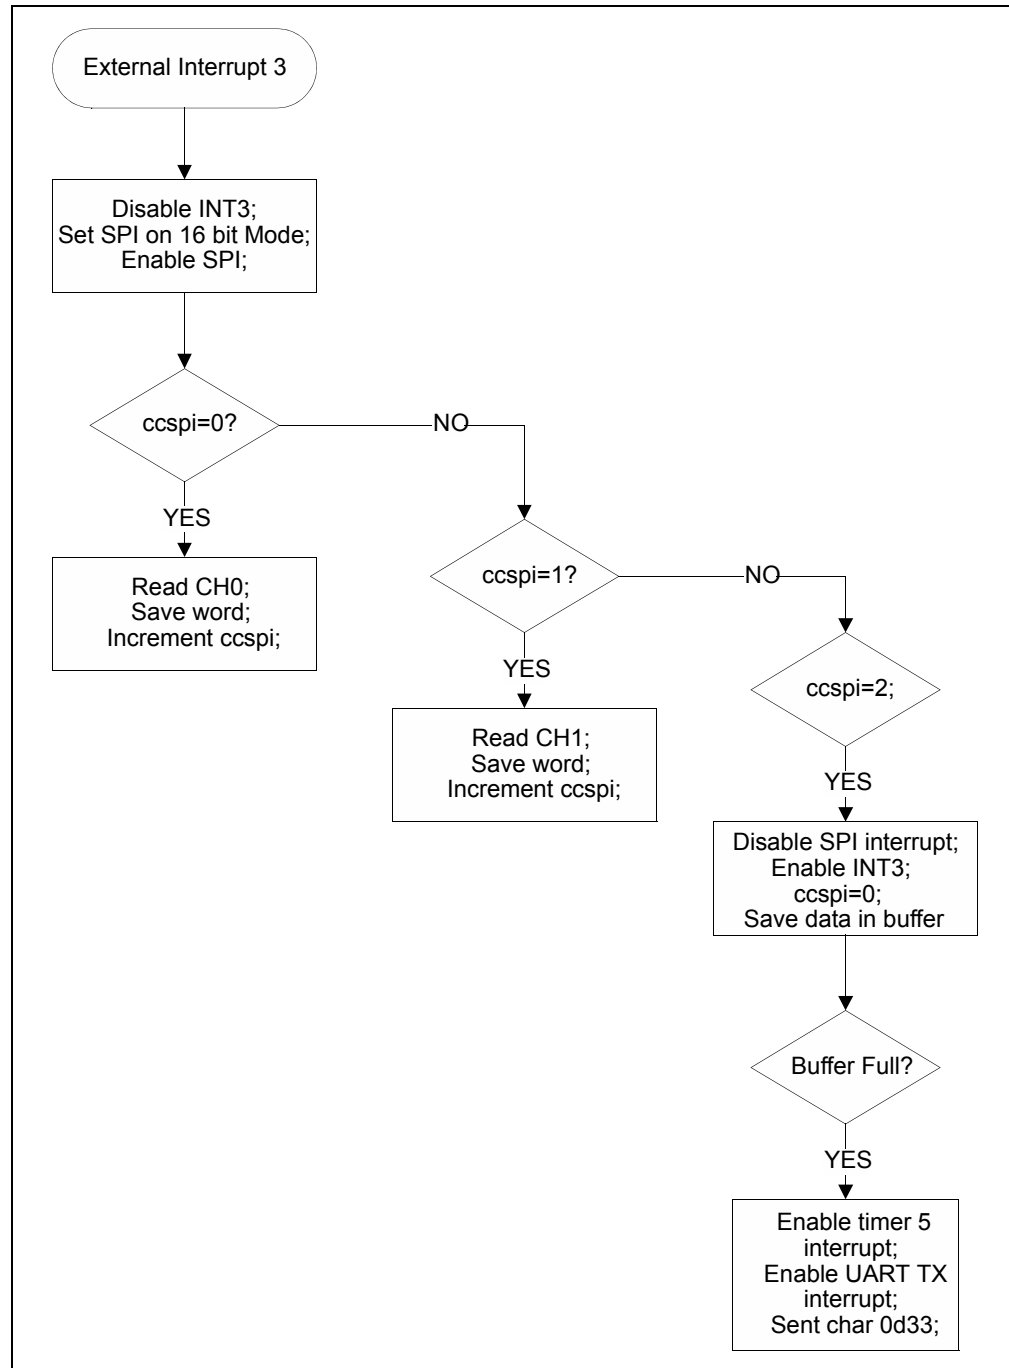 External Interrupt 3
Disable INT3;
Set SPI on 16 bit Mode;
Enable SPI;
ccspi=0?
NO
YES
Read CH0;
Save word;
Increment ccspi;
ccspi=1?
NO
YES
Read CH1;
Save word;
Increment ccspi;
ccspi=2;
YES
Disable SPI interrupt;
Enable INT3;
ccspi=0;
Save data in buffer
Buffer Full?
YES
Enable timer 5
interrupt;
Enable UART TX
interrupt;
Sent char 0d33;